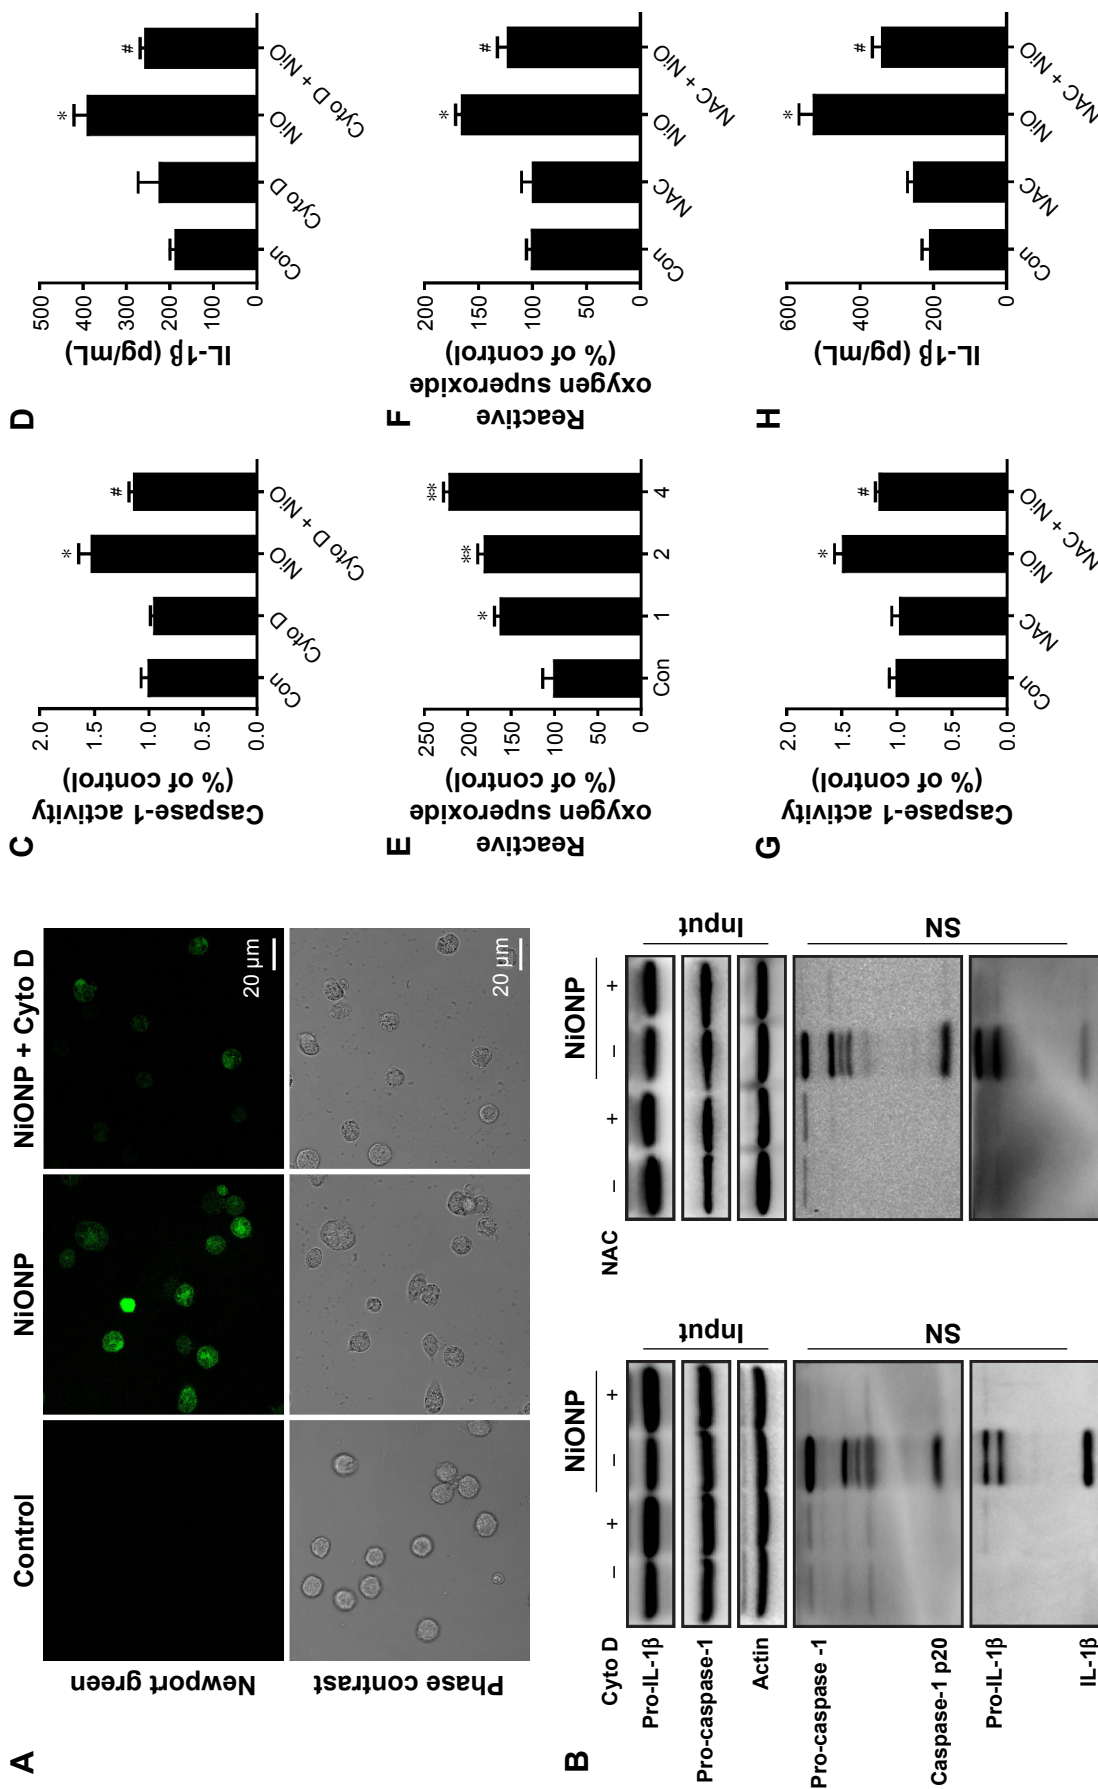 A
Control
NiONP
NiONP + Cyto D
Newport green
20 µm
Phase contrast
20 µm
B
NiONP
Cyto D
– + – +
Pro-IL-1β
Pro-caspase-1
Actin
Input
Pro-caspase -1
Caspase-1 p20
Pro-IL-1β
IL-1β
SN
NiONP
NAC
– + – +
Input
SN
C
Caspase-1 activity
(% of control)
2.0
1.5
1.0
0.5
0.0
*
#
Con
Cyto D
NiO
Cyto D + NiO
D
IL-1β (pg/mL)
500
400
300
200
100
0
*
#
Con
Cyto D
NiO
Cyto D + NiO
E
Reactive
oxygen superoxide
(% of control)
250
200
150
100
50
0
*
**
**
Con
1
2
4
F
Reactive
oxygen superoxide
(% of control)
200
150
100
50
0
*
#
Con
NAC
NiO
NAC + NiO
G
Caspase-1 activity
(% of control)
2.0
1.5
1.0
0.5
0.0
*
#
Con
NAC
NiO
NAC + NiO
H
IL-1β (pg/mL)
600
400
200
0
*
#
Con
NAC
NiO
NAC + NiO